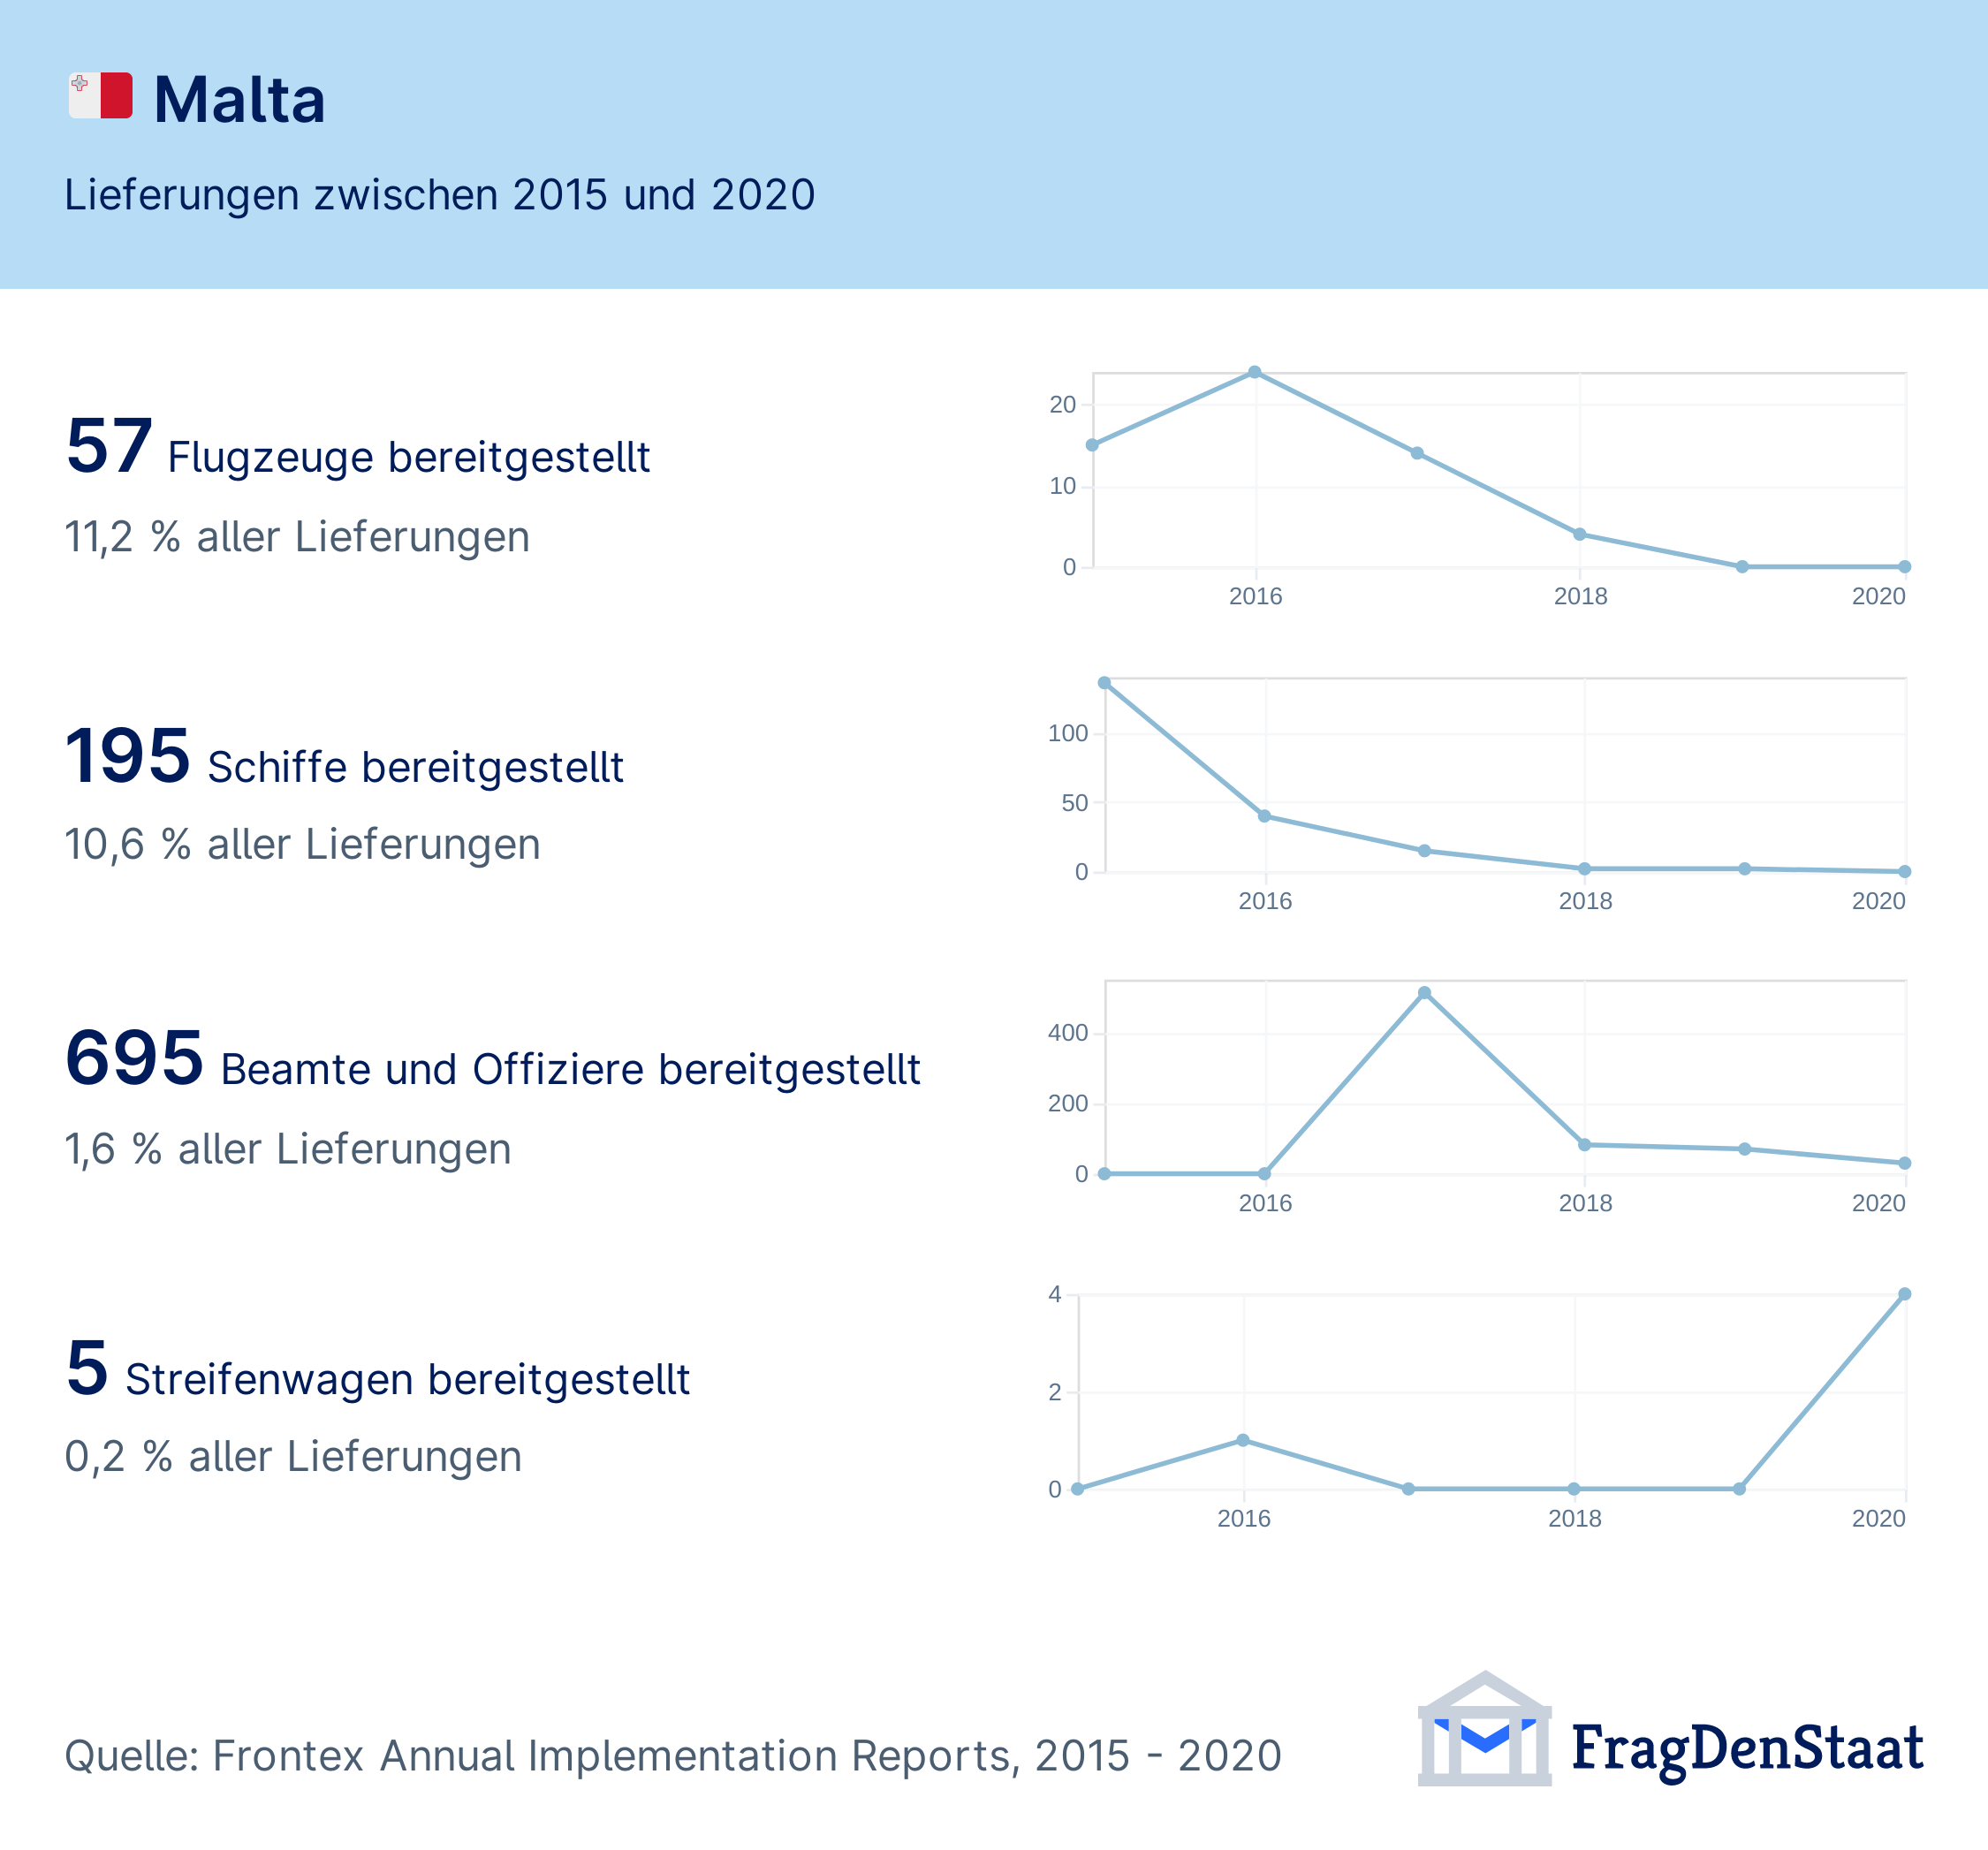 Malta
Lieferungen zwischen 2015 und 2020
57 Flugzeuge bereitgestellt
11,2 % aller Lieferungen
20
10
0
2016 2018 2020
195 Schiffe bereitgestellt
10,6 % aller Lieferungen
100
50
0
2016 2018 2020
695 Beamte und Offiziere bereitgestellt
1,6 % aller Lieferungen
400
200
0
2016 2018 2020
5 Streifenwagen bereitgestellt
0,2 % aller Lieferungen
4
2
0
2016 2018 2020
Quelle: Frontex Annual Implementation Reports, 2015 - 2020
FragDenStaat